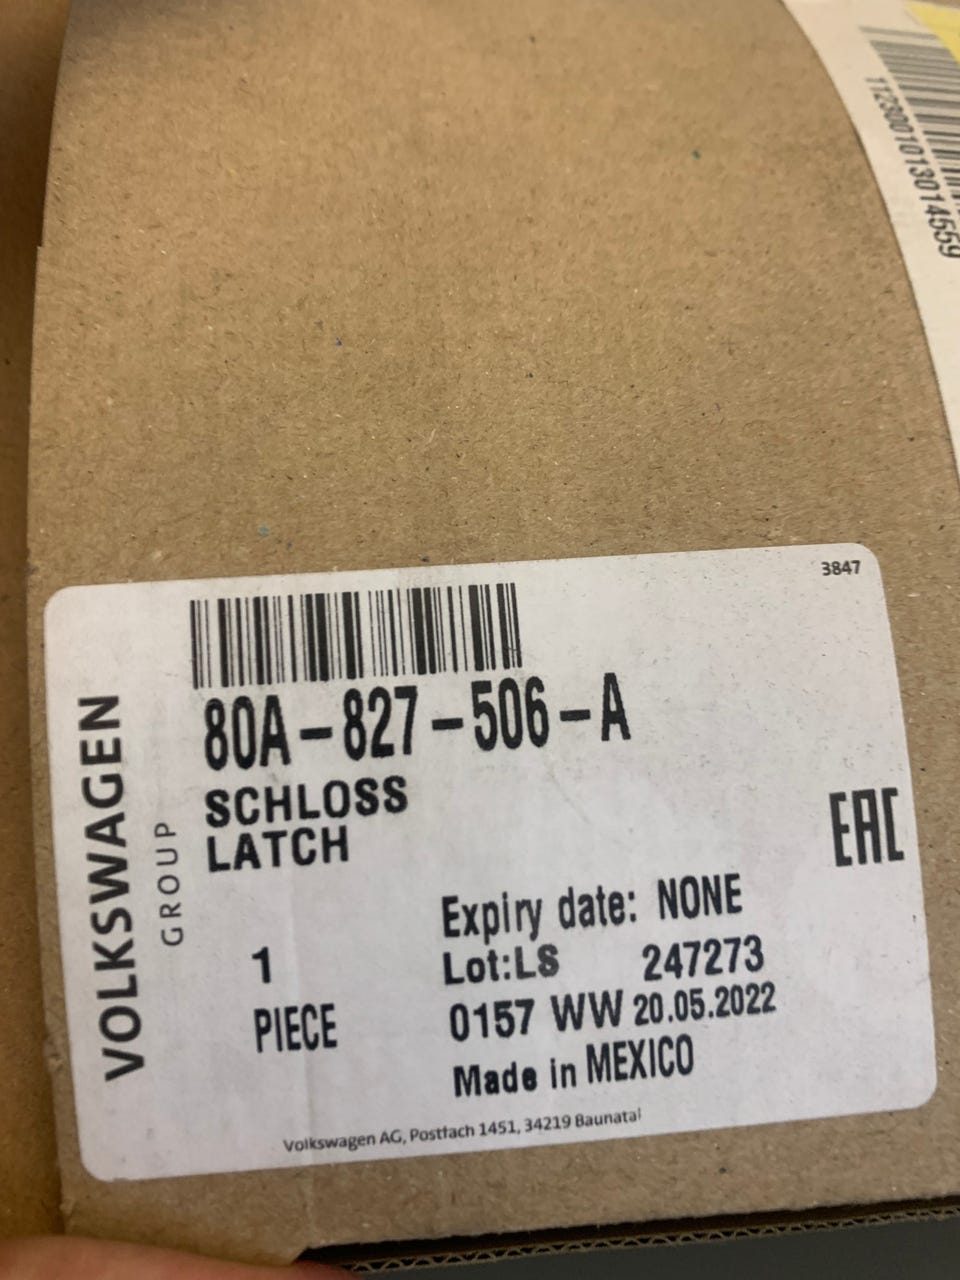 1123001013014559
3847
80A-827-506-A
SCHLOSS
LATCH
VOLKSWAGEN
GROUP
EAC
Expiry date: NONE
1
Lot:LS 247273
PIECE
0157 WW 20.05.2022
Made in MEXICO
Volkswagen AG, Postfach 1451, 34219 Baunatal